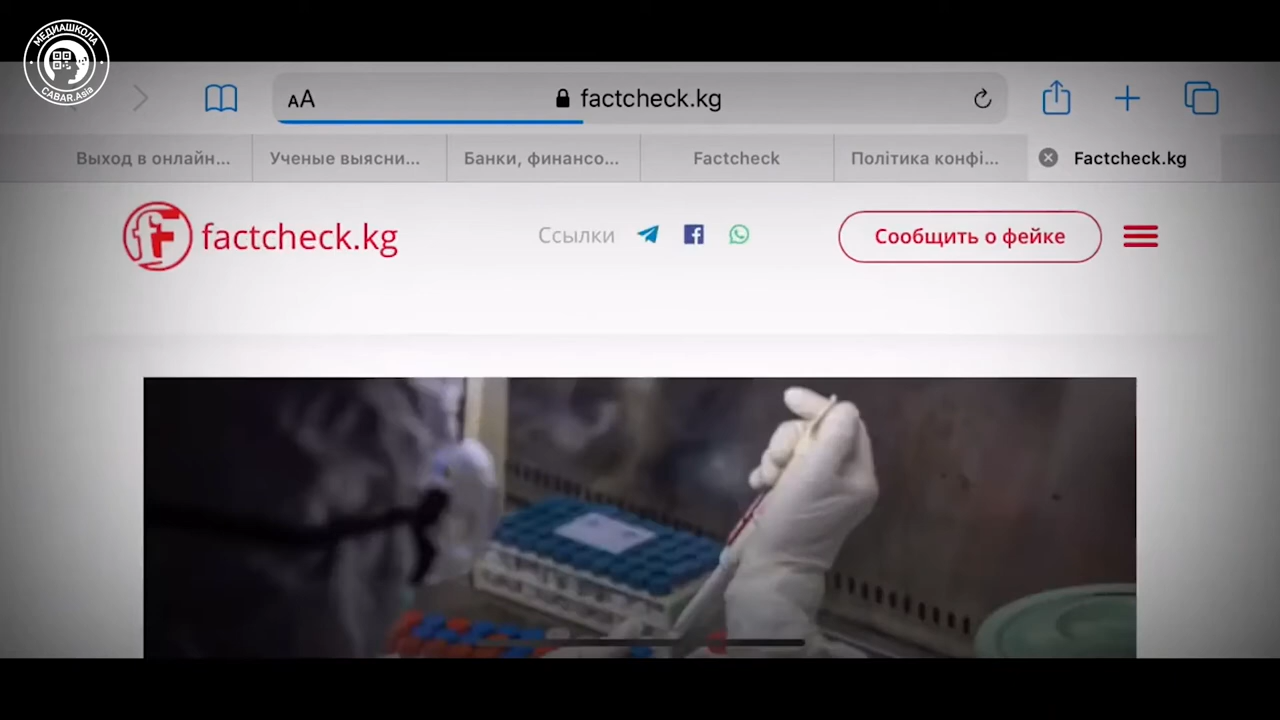 МЕДИАШКОЛА
CABAR.Asia
AA
factcheck.kg
Выход в онлайн...
Ученые выясни...
Банки, финансо...
Factcheck
Політика конфі...
Factcheck.kg
factcheck.kg
Ссылки
Сообщить о фейке